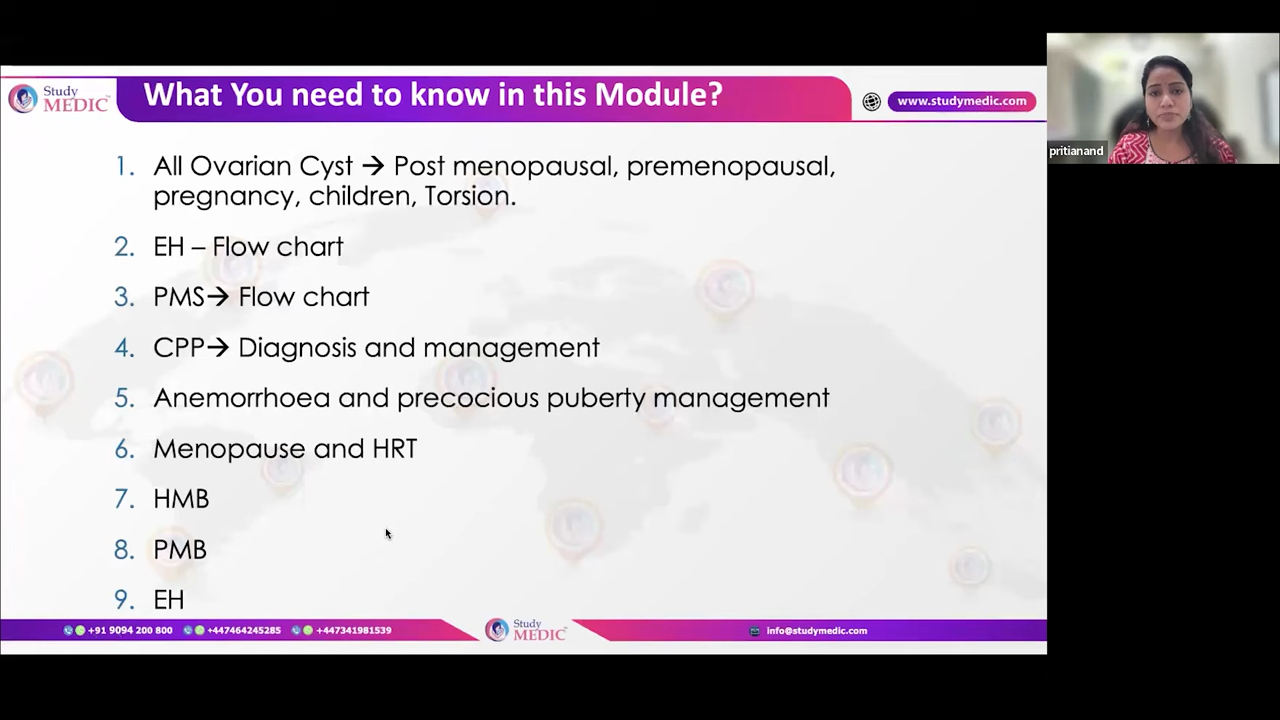 Study
MEDIC
What You need to know in this Module?
www.studymedic.com
pritianand
1. All Ovarian Cyst → Post menopausal, premenopausal,
pregnancy, children, Torsion.
2. EH – Flow chart
3. PMS→ Flow chart
4. CPP→ Diagnosis and management
5. Anemorrhoea and precocious puberty management
6. Menopause and HRT
7. HMB
8. PMB
9. EH
+91 9094 200 800 +447464245285 +447341981539
Study
MEDIC
info@studymedic.com